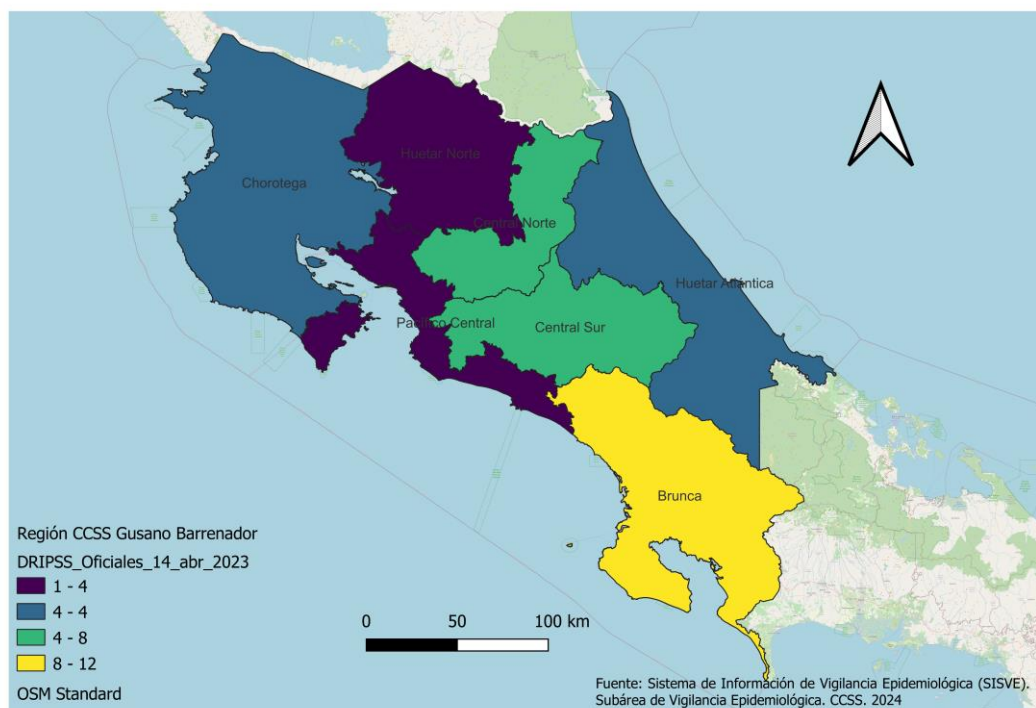 Huetar Norte
Chorotega
Central Norte
Huetar Atlántica
Pacífico Central
Central Sur
Brunca
Región CCSS Gusano Barrenador
DRIPSS_Oficiales_14_abr_2023
1 - 4
4 - 4
4 - 8
8 - 12
OSM Standard
0 50 100 km
Fuente: Sistema de Información de Vigilancia Epidemiológica (SISVE).
Subárea de Vigilancia Epidemiológica. CCSS. 2024